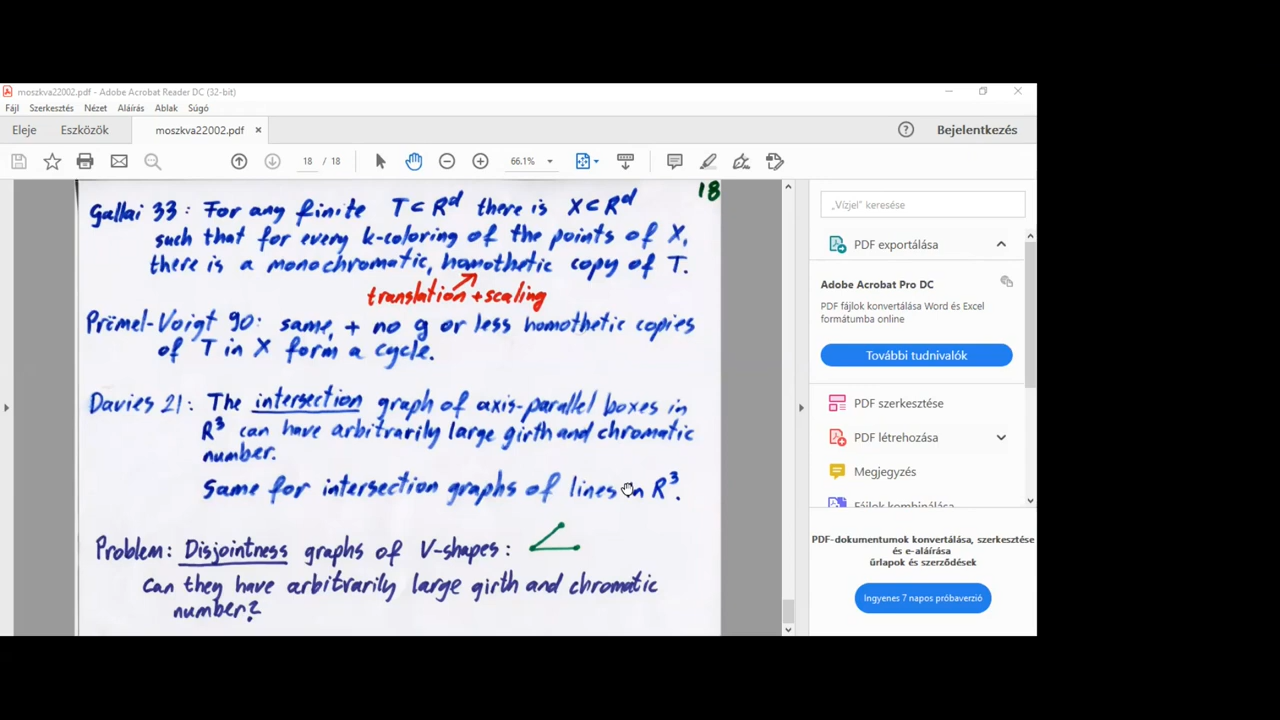 moszkva22002.pdf - Adobe Acrobat Reader DC (32-bit)
Fájl Szerkesztés Nézet Aláírás Ablak Súgó
Eleje Eszközök moszkva22002.pdf × Bejelentkezés
18 / 18 66.1%
18
Gallai 33: For any finite T⊂R^d there is X⊂R^d
such that for every k-coloring of the points of X,
there is a monochromatic, homothetic copy of T.
translation + scaling
Prömel-Voigt 90: same, + no g or less homothetic copies
of T in X form a cycle.
Davies 21: The intersection graph of axis-parallel boxes in
R³ can have arbitrarily large girth and chromatic
number.
Same for intersection graphs of lines in R³.
Problem: Disjointness graphs of V-shapes:
can they have arbitrarily large girth and chromatic
number?
„Vízjel” keresése
PDF exportálása
Adobe Acrobat Pro DC
PDF fájlok konvertálása Word és Excel
formátumba online
További tudnivalók
PDF szerkesztése
PDF létrehozása
Megjegyzés
Fájlok kombinálása
PDF-dokumentumok konvertálása, szerkesztése
és e-aláírása
űrlapok és szerződések
Ingyenes 7 napos próbaverzió